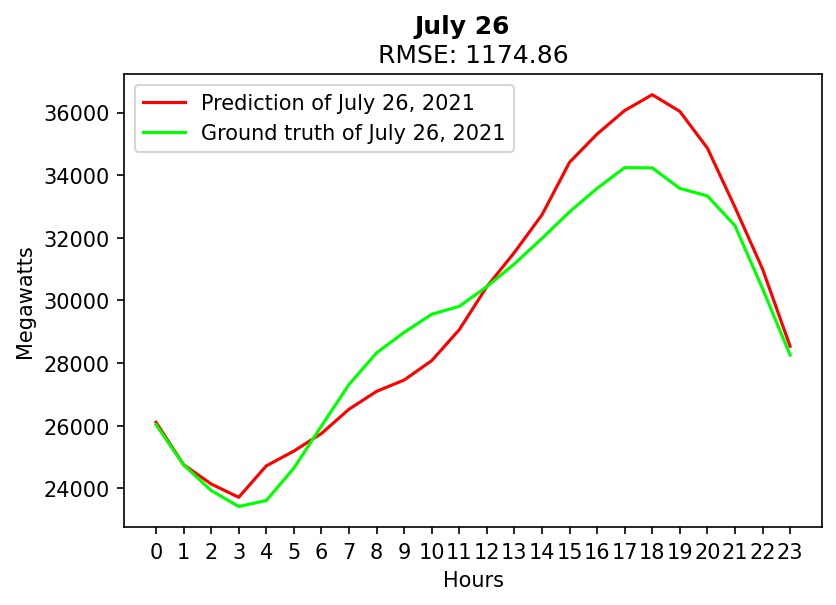 July 26
RMSE: 1174.86
Prediction of July 26, 2021
Ground truth of July 26, 2021
36000
34000
32000
30000
28000
26000
24000
Megawatts
0 1 2 3 4 5 6 7 8 9 10 11 12 13 14 15 16 17 18 19 20 21 22 23
Hours